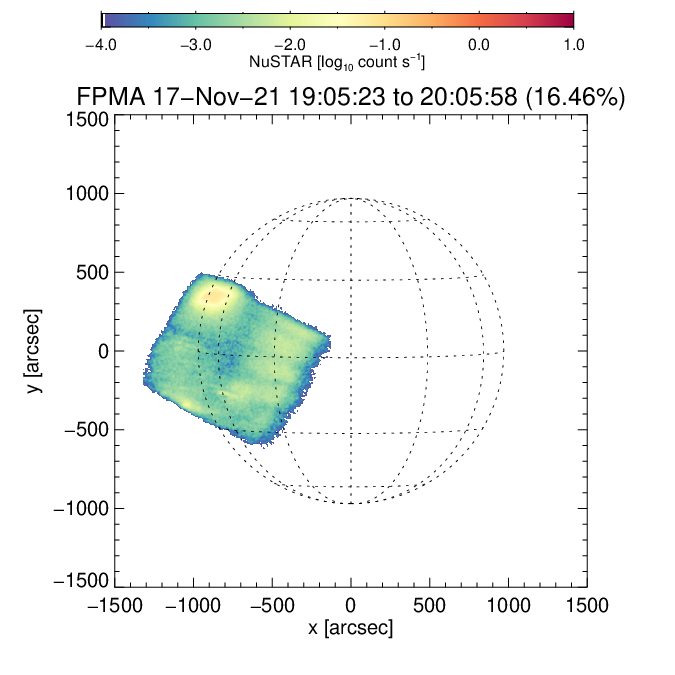 −4.0 −3.0 −2.0 −1.0 0.0 1.0
NuSTAR [log₁₀ count s⁻¹]
FPMA 17−Nov−21 19:05:23 to 20:05:58 (16.46%)
1500
1000
500
0
−500
−1000
−1500
y [arcsec]
−1500 −1000 −500 0 500 1000 1500
x [arcsec]